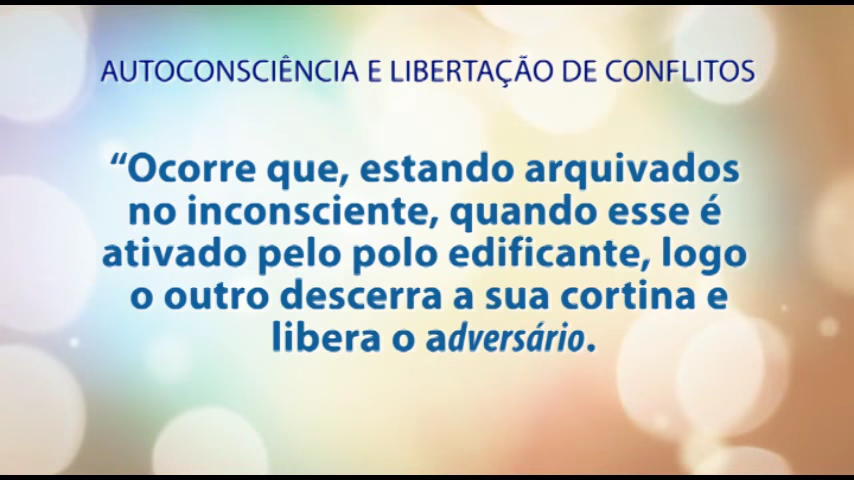 AUTOCONSCIÊNCIA E LIBERTAÇÃO DE CONFLITOS
“Ocorre que, estando arquivados
no inconsciente, quando esse é
ativado pelo polo edificante, logo
o outro descerra a sua cortina e
libera o adversário.